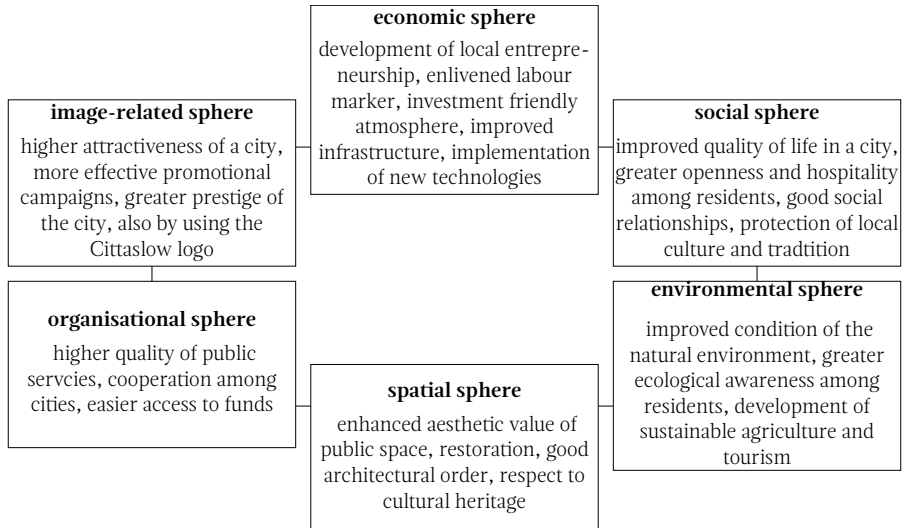 economic sphere
development of local entrepre-
neurship, enlivened labour
marker, investment friendly
atmosphere, improved
infrastructure, implementation
of new technologies
image-related sphere
higher attractiveness of a city,
more effective promotional
campaigns, greater prestige of
the city, also by using the
Cittaslow logo
social sphere
improved quality of life in a city,
greater openness and hospitality
among residents, good social
relationships, protection of local
culture and tradtition
organisational sphere
higher quality of public
servcies, cooperation among
cities, easier access to funds
environmental sphere
improved condition of the
natural environment, greater
ecological awareness among
residents, development of
sustainable agriculture and
tourism
spatial sphere
enhanced aesthetic value of
public space, restoration, good
architectural order, respect to
cultural heritage